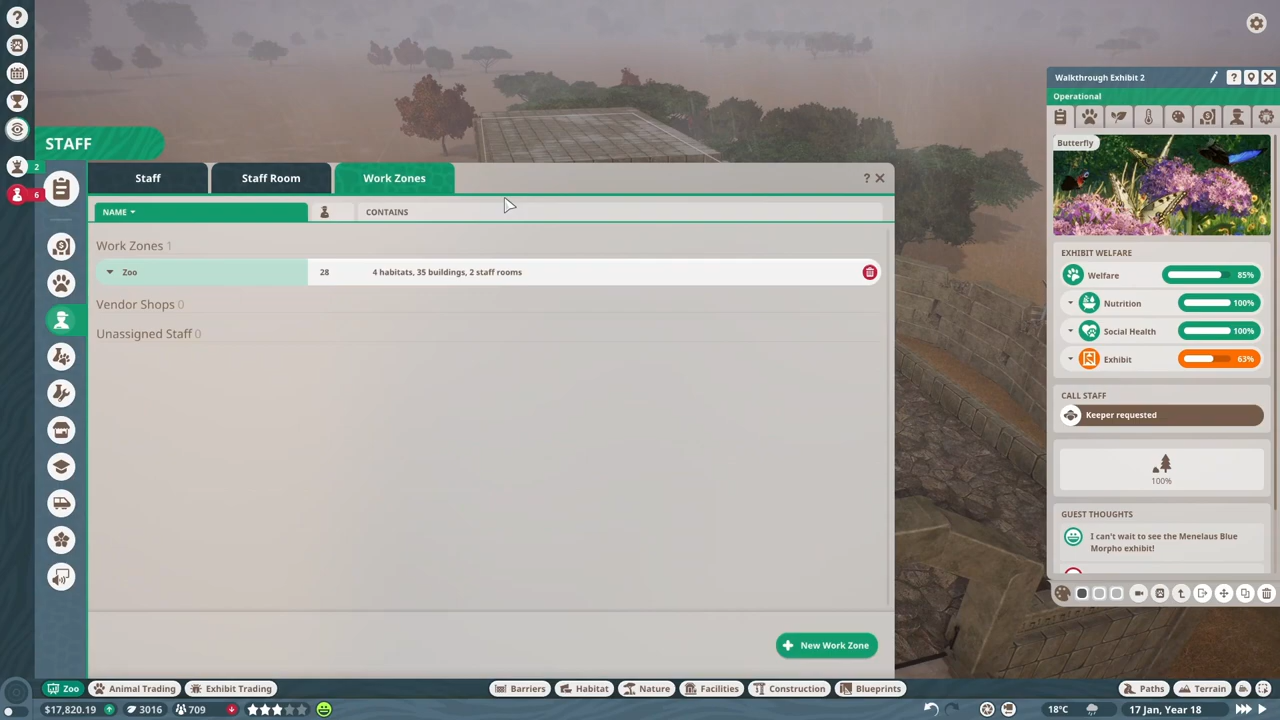 ?
Walkthrough Exhibit 2
?
Operational
2
6
STAFF
Staff
Staff Room
Work Zones
?
NAME
CONTAINS
Work Zones 1
Zoo
28
4 habitats, 35 buildings, 2 staff rooms
Vendor Shops 0
Unassigned Staff 0
New Work Zone
Butterfly
EXHIBIT WELFARE
Welfare
85%
Nutrition
100%
Social Health
100%
Exhibit
63%
CALL STAFF
Keeper requested
100%
GUEST THOUGHTS
I can't wait to see the Menelaus Blue
Morpho exhibit!
Zoo
Animal Trading
Exhibit Trading
Barriers
Habitat
Nature
Facilities
Construction
Blueprints
Paths
Terrain
$17,820.19
3016
709
18°C
17 Jan, Year 18